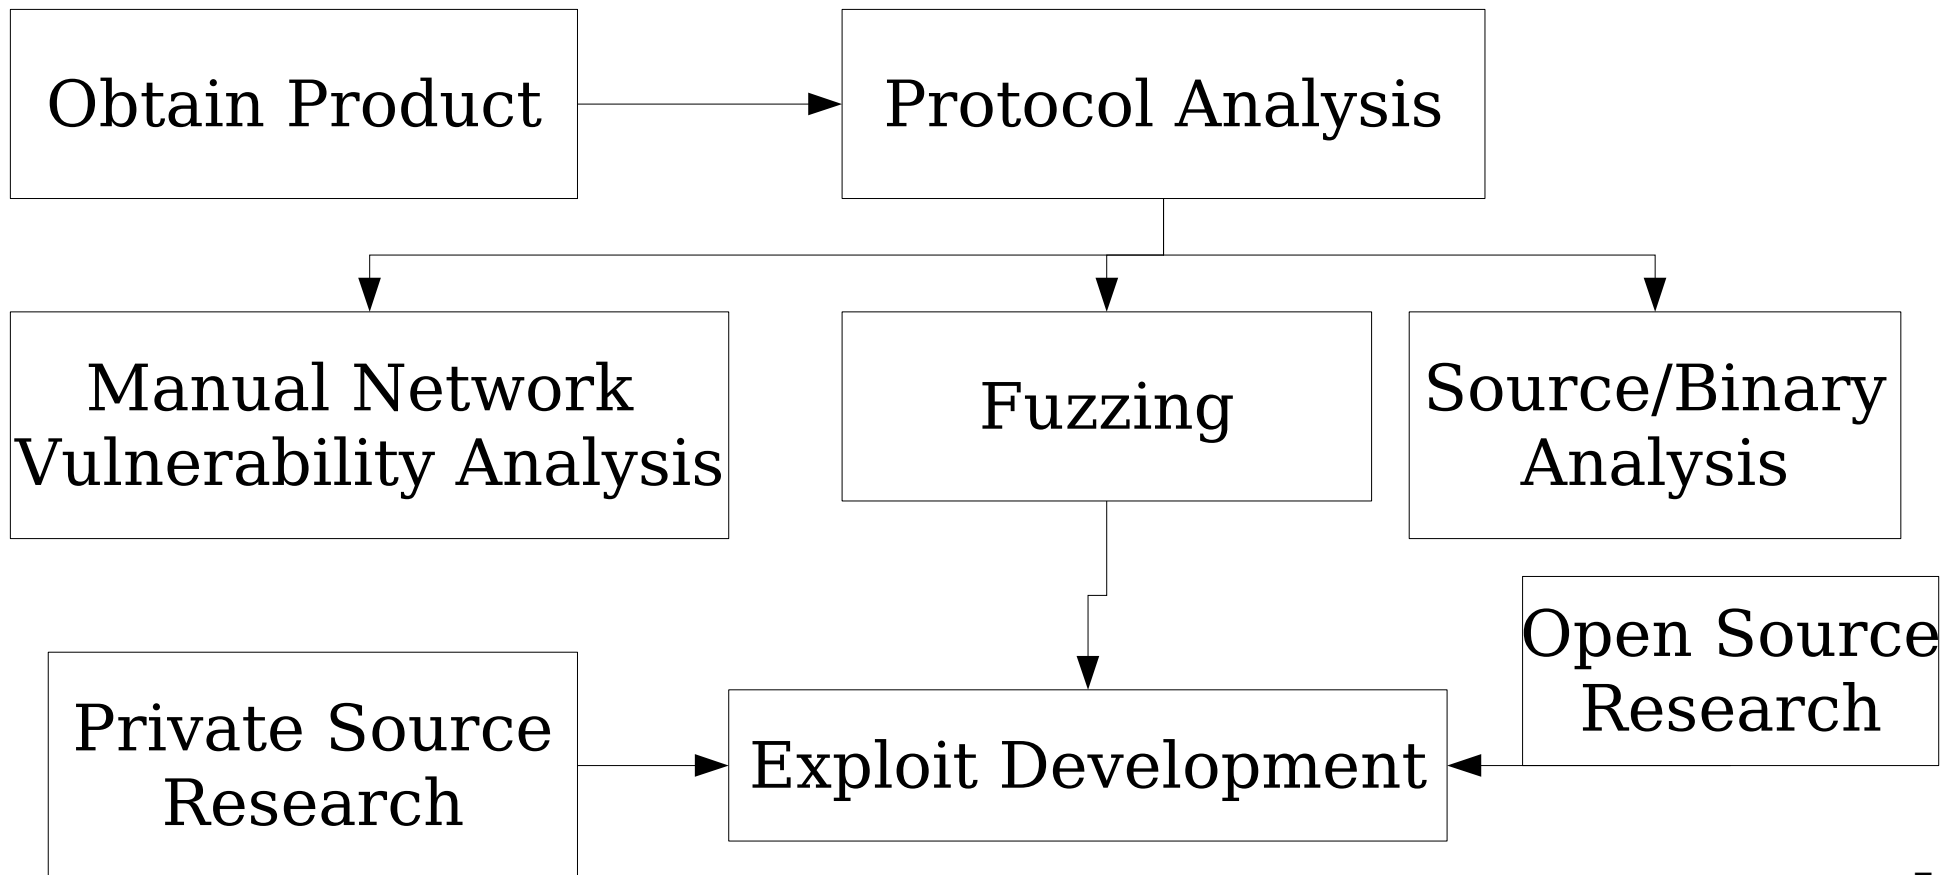 Obtain Product
Protocol Analysis
Manual Network
Vulnerability Analysis
Fuzzing
Source/Binary
Analysis
Open Source
Research
Private Source
Research
Exploit Development